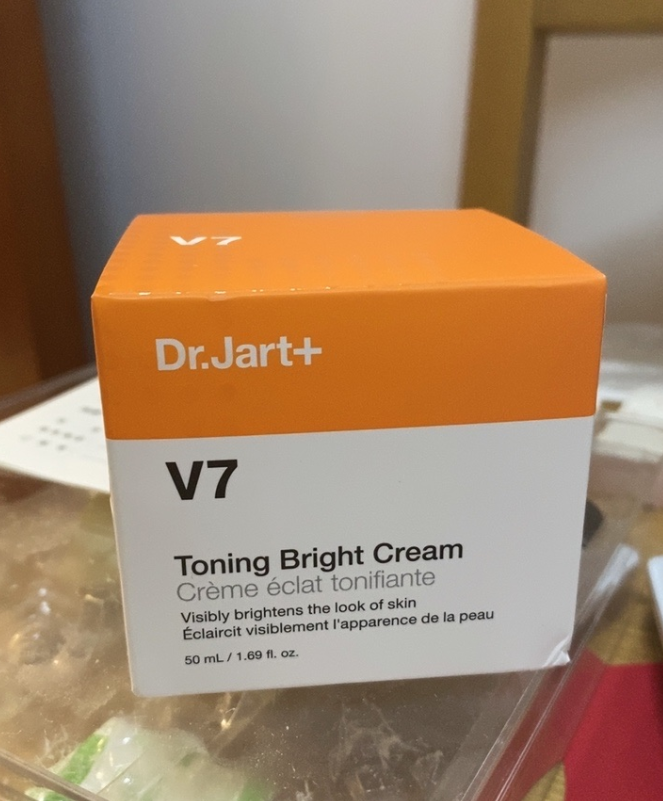 V7
Dr.Jart+
V7
Toning Bright Cream
Crème éclat tonifiante
Visibly brightens the look of skin
Éclaircit visiblement l'apparence de la peau
50 mL / 1.69 fl. oz.